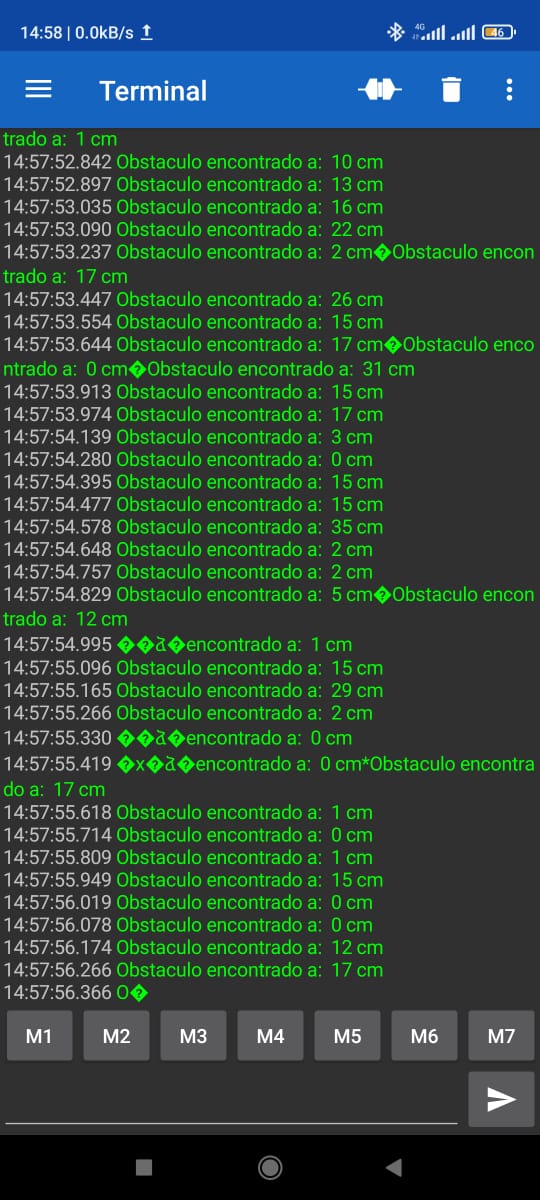 14:58 | 0.0kB/s
4G
46
Terminal
trado a: 1 cm
14:57:52.842 Obstaculo encontrado a: 10 cm
14:57:52.897 Obstaculo encontrado a: 13 cm
14:57:53.035 Obstaculo encontrado a: 16 cm
14:57:53.090 Obstaculo encontrado a: 22 cm
14:57:53.237 Obstaculo encontrado a: 2 cm�Obstaculo encon
trado a: 17 cm
14:57:53.447 Obstaculo encontrado a: 26 cm
14:57:53.554 Obstaculo encontrado a: 15 cm
14:57:53.644 Obstaculo encontrado a: 17 cm�Obstaculo enco
ntrado a: 0 cm�Obstaculo encontrado a: 31 cm
14:57:53.913 Obstaculo encontrado a: 15 cm
14:57:53.974 Obstaculo encontrado a: 17 cm
14:57:54.139 Obstaculo encontrado a: 3 cm
14:57:54.280 Obstaculo encontrado a: 0 cm
14:57:54.395 Obstaculo encontrado a: 15 cm
14:57:54.477 Obstaculo encontrado a: 15 cm
14:57:54.578 Obstaculo encontrado a: 35 cm
14:57:54.648 Obstaculo encontrado a: 2 cm
14:57:54.757 Obstaculo encontrado a: 2 cm
14:57:54.829 Obstaculo encontrado a: 5 cm�Obstaculo encon
trado a: 12 cm
14:57:54.995 encontrado a: 1 cm
14:57:55.096 Obstaculo encontrado a: 15 cm
14:57:55.165 Obstaculo encontrado a: 29 cm
14:57:55.266 Obstaculo encontrado a: 2 cm
14:57:55.330 encontrado a: 0 cm
14:57:55.419 encontrado a: 0 cm*Obstaculo encontra
do a: 17 cm
14:57:55.618 Obstaculo encontrado a: 1 cm
14:57:55.714 Obstaculo encontrado a: 0 cm
14:57:55.809 Obstaculo encontrado a: 1 cm
14:57:55.949 Obstaculo encontrado a: 15 cm
14:57:56.019 Obstaculo encontrado a: 0 cm
14:57:56.078 Obstaculo encontrado a: 0 cm
14:57:56.174 Obstaculo encontrado a: 12 cm
14:57:56.266 Obstaculo encontrado a: 17 cm
14:57:56.366 O�
M1 M2 M3 M4 M5 M6 M7